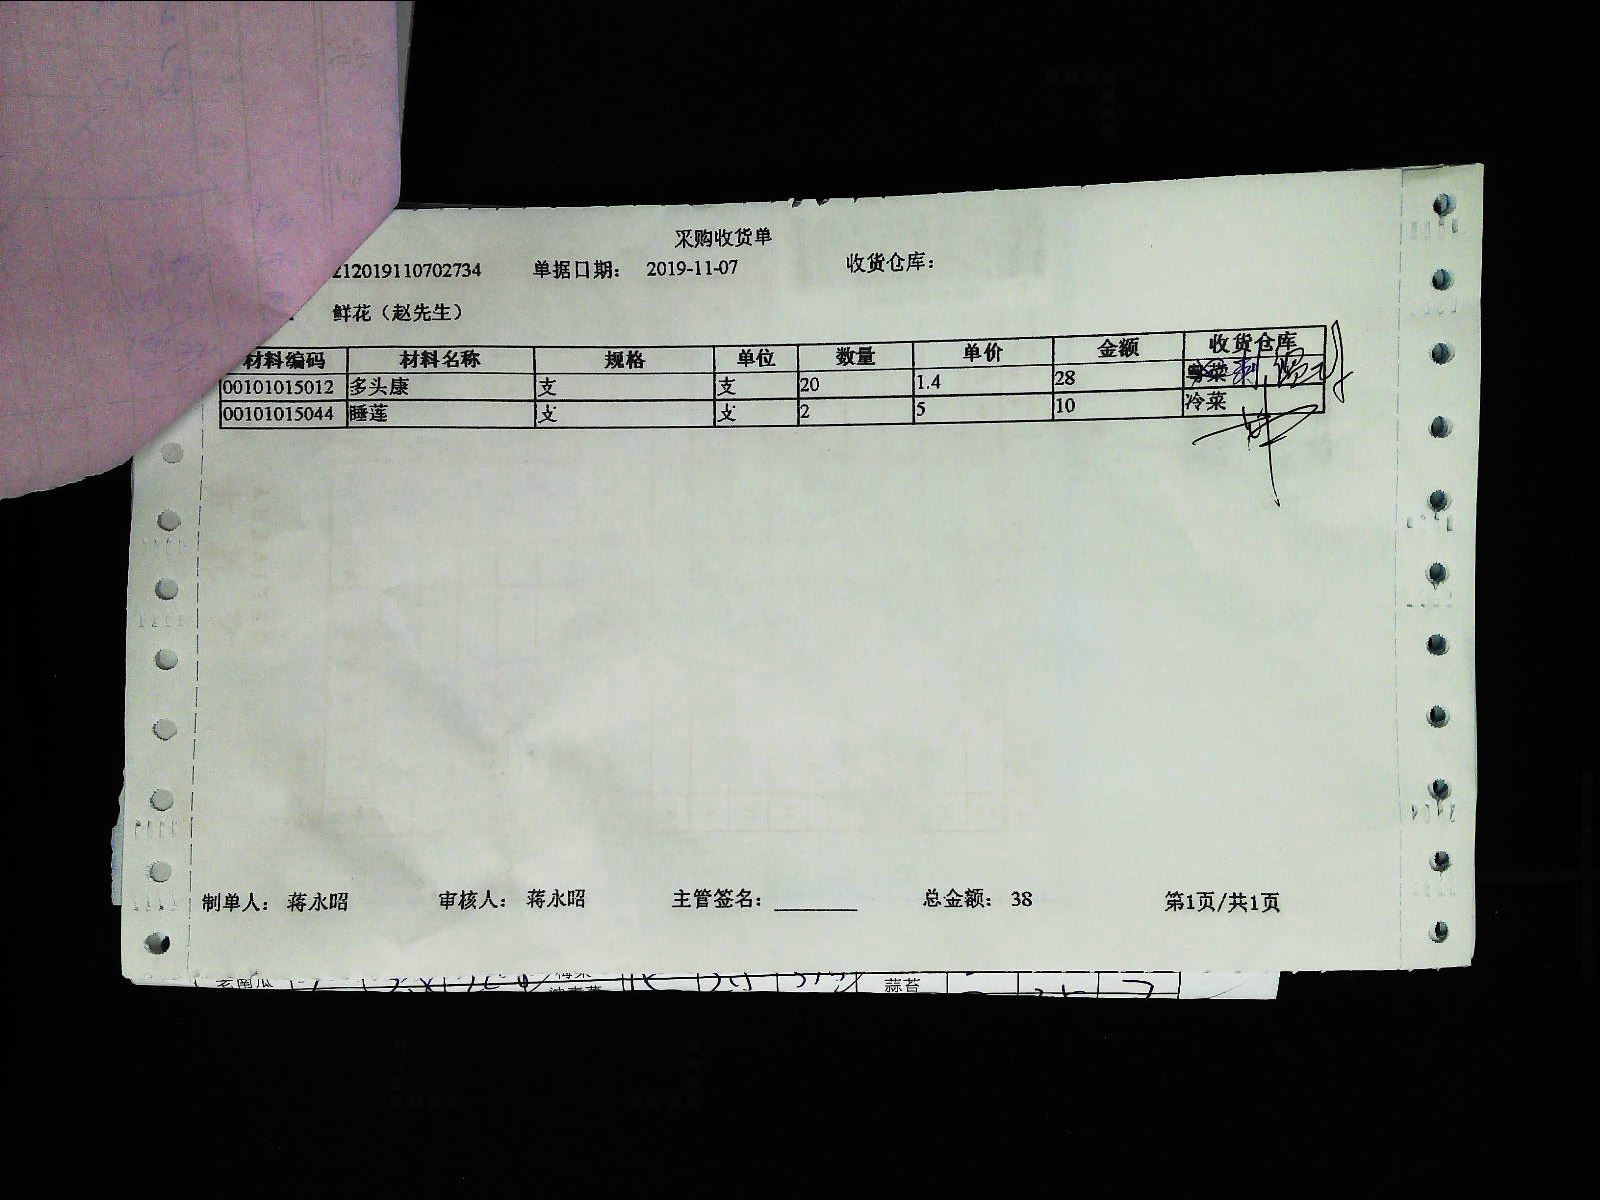 采购收货单
212019110702734 单据日期: 2019-11-07 收货仓库:
鲜花（赵先生）
材料编码 材料名称 规格 单位 数量 单价 金额 收货仓库
00101015012 多头康 支 支 20 1.4 28
00101015044 睡莲 支 支 2 5 10 冷菜
制单人: 蒋永昭 审核人: 蒋永昭 主管签名: 总金额: 38 第1页/共1页
蒜苔